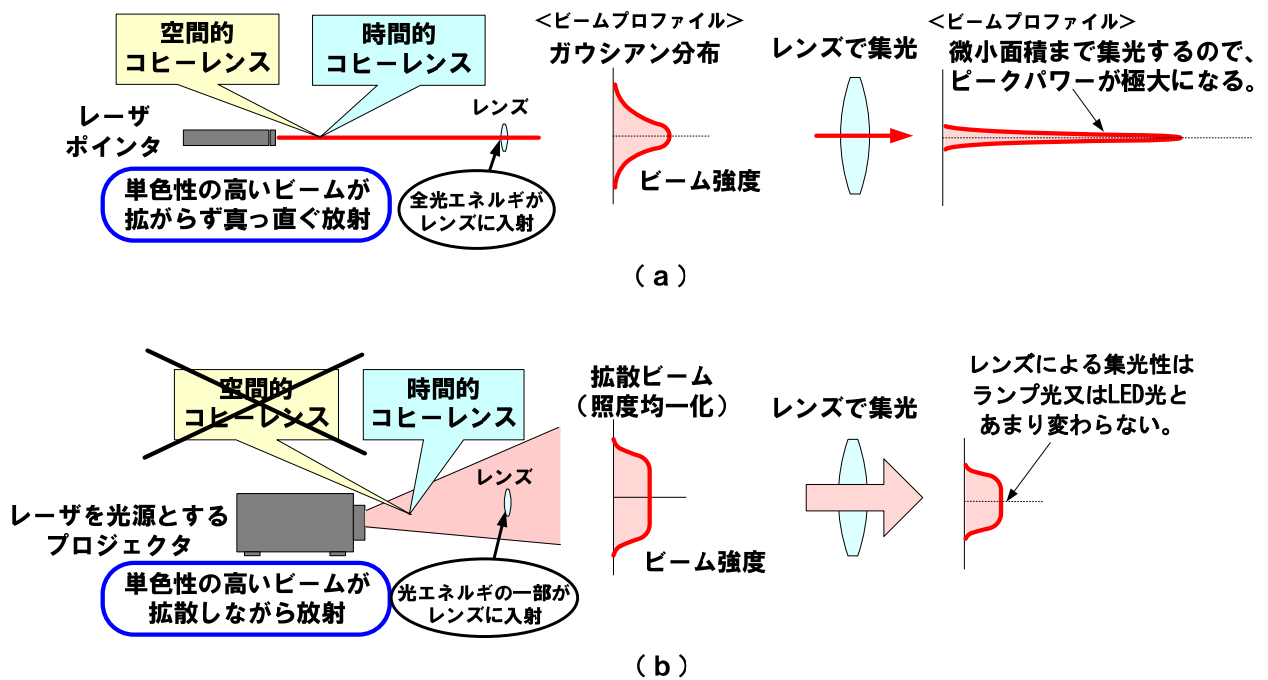 空間的
コヒーレンス
時間的
コヒーレンス
レーザ
ポインタ
レンズ
単色性の高いビームが
拡がらず真っ直ぐ放射
全光エネルギが
レンズに入射
<ビームプロファイル>
ガウシアン分布
ビーム強度
レンズで集光
<ビームプロファイル>
微小面積まで集光するので、
ピークパワーが極大になる。
(a)
空間的
コヒーレンス
時間的
コヒーレンス
レンズ
レーザを光源とする
プロジェクタ
単色性の高いビームが
拡散しながら放射
光エネルギの一部が
レンズに入射
拡散ビーム
(照度均一化)
ビーム強度
レンズで集光
レンズによる集光性は
ランプ光又はLED光と
あまり変わらない。
(b)